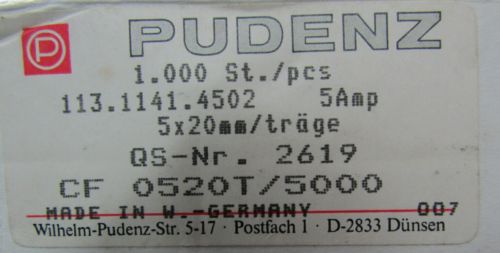 P PUDENZ
1.000 St./pcs
113.1141.4502 5Amp
5x20mm/träge
QS-Nr. 2619
CF 0520T/5000
MADE IN W.-GERMANY 007
Wilhelm-Pudenz-Str. 5-17 · Postfach 1 · D-2833 Dünsen